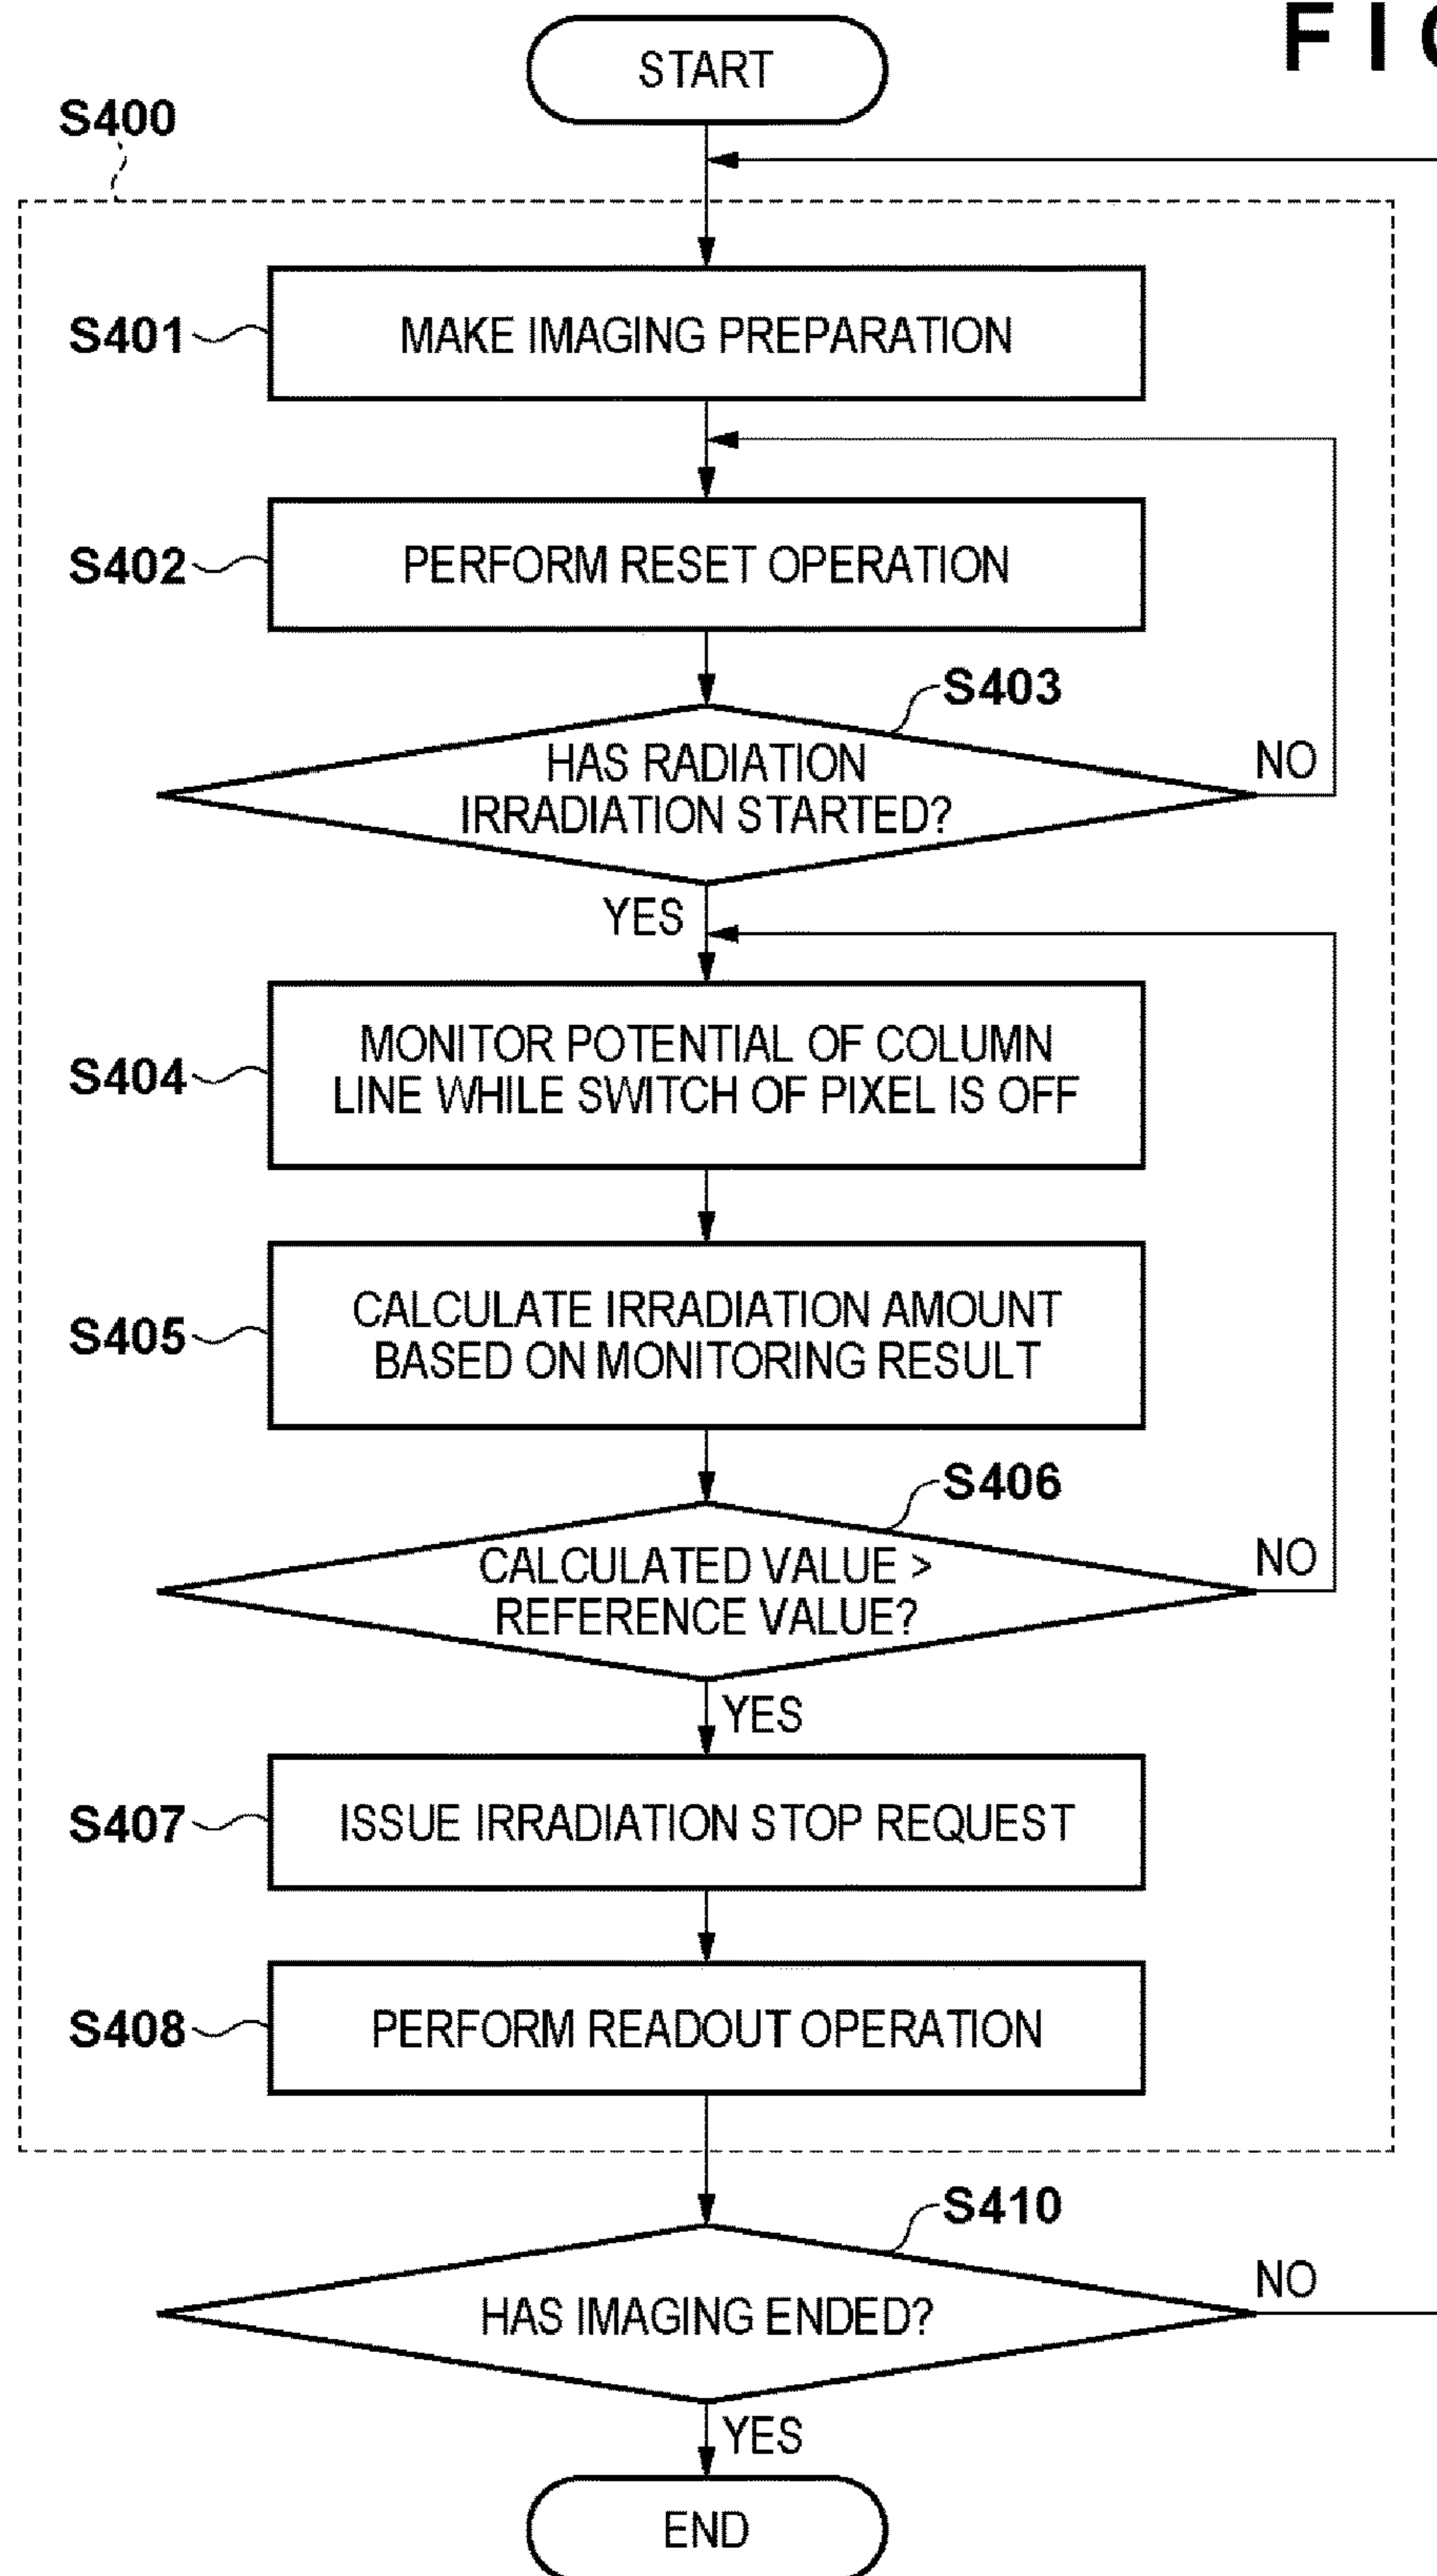 FI
START
S400
S401
MAKE IMAGING PREPARATION
S402
PERFORM RESET OPERATION
S403
HAS RADIATION
IRRADIATION STARTED?
NO
YES
S404
MONITOR POTENTIAL OF COLUMN
LINE WHILE SWITCH OF PIXEL IS OFF
S405
CALCULATE IRRADIATION AMOUNT
BASED ON MONITORING RESULT
S406
CALCULATED VALUE >
REFERENCE VALUE?
NO
YES
S407
ISSUE IRRADIATION STOP REQUEST
S408
PERFORM READOUT OPERATION
S410
HAS IMAGING ENDED?
NO
YES
END